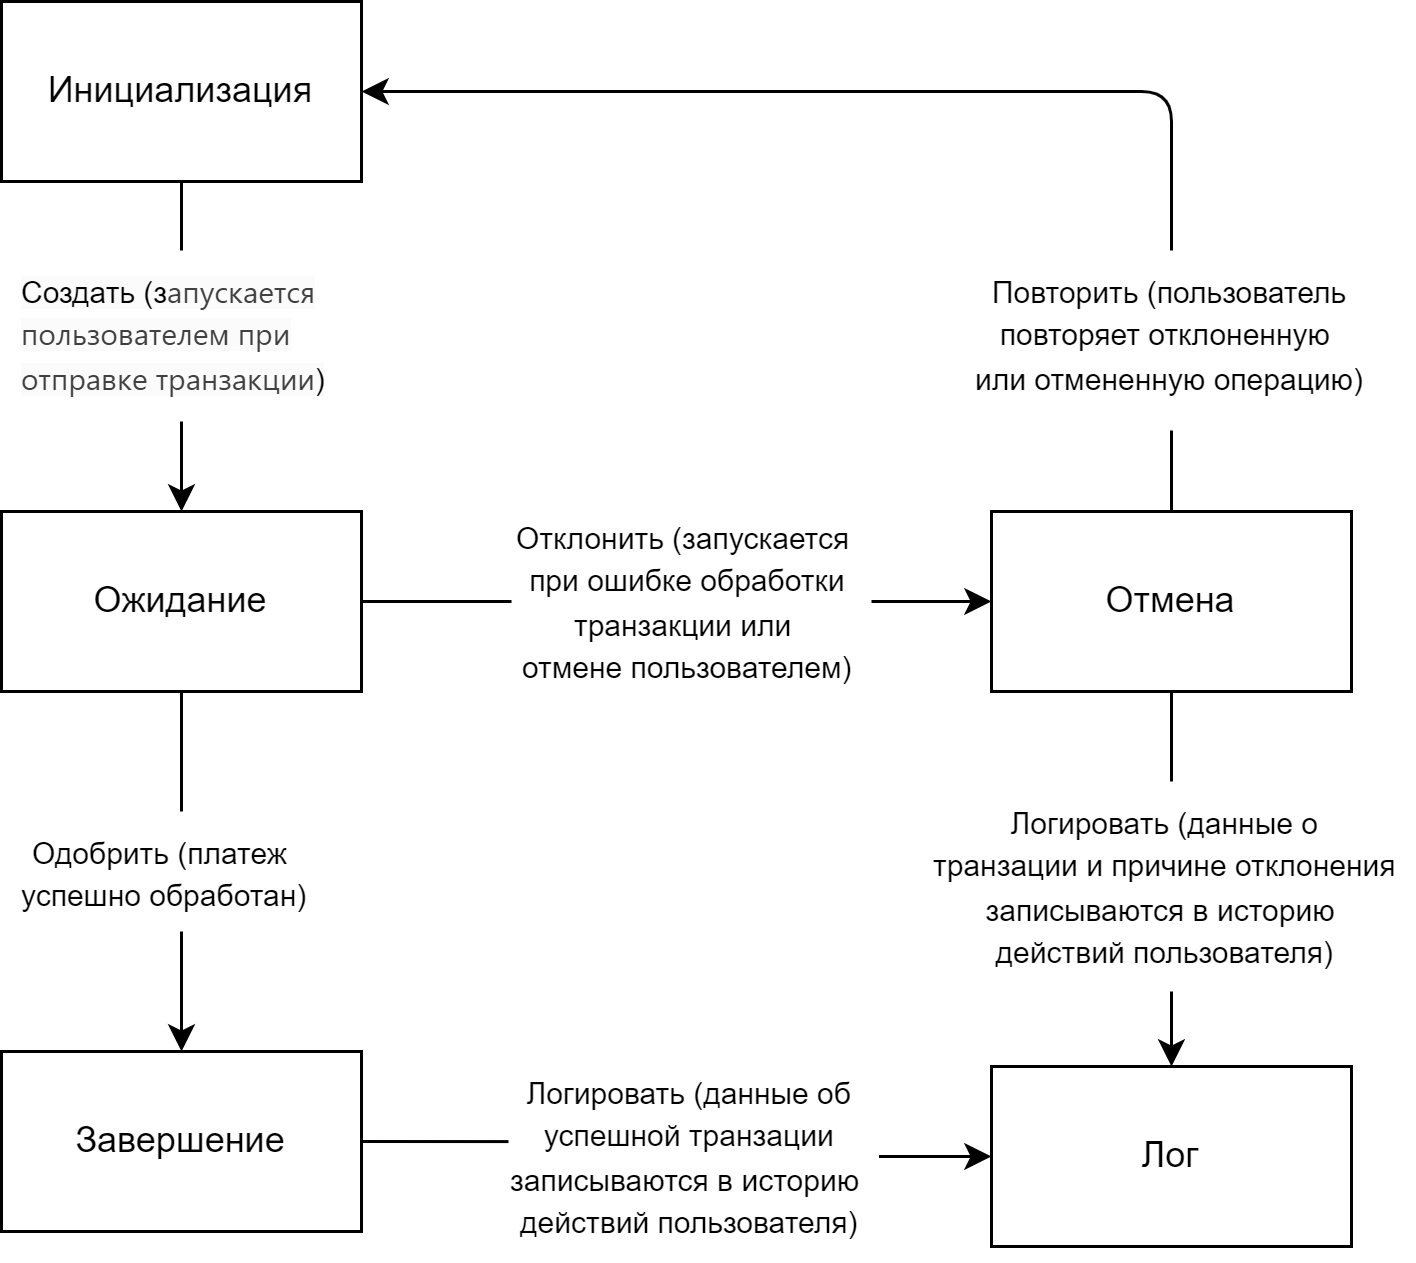 Инициализация
Создать (запускается
пользователем при
отправке транзакции)
Повторить (пользователь
повторяет отклоненную
или отмененную операцию)
Ожидание
Отклонить (запускается
при ошибке обработки
транзакции или
отмене пользователем)
Отмена
Одобрить (платеж
успешно обработан)
Логировать (данные о
транзации и причине отклонения
записываются в историю
действий пользователя)
Завершение
Логировать (данные об
успешной транзации
записываются в историю
действий пользователя)
Лог